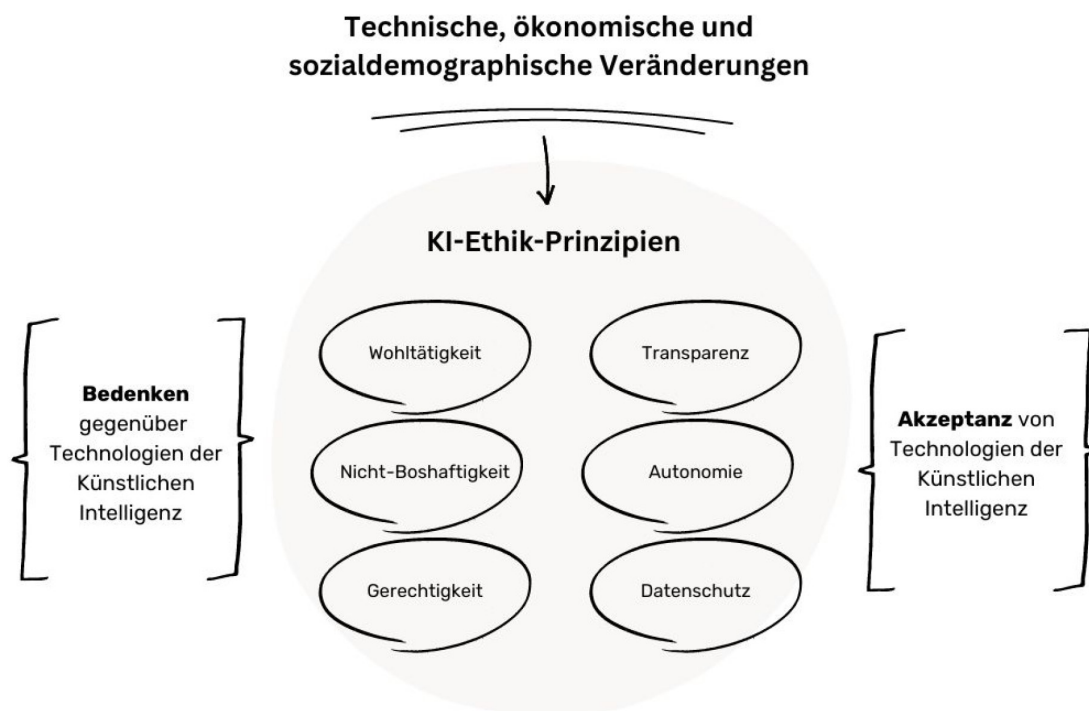 Technische, ökonomische und
sozialdemographische Veränderungen
KI-Ethik-Prinzipien
Bedenken
gegenüber
Technologien der
Künstlichen
Intelligenz
Wohltätigkeit
Transparenz
Nicht-Boshaftigkeit
Autonomie
Gerechtigkeit
Datenschutz
Akzeptanz von
Technologien der
Künstlichen
Intelligenz